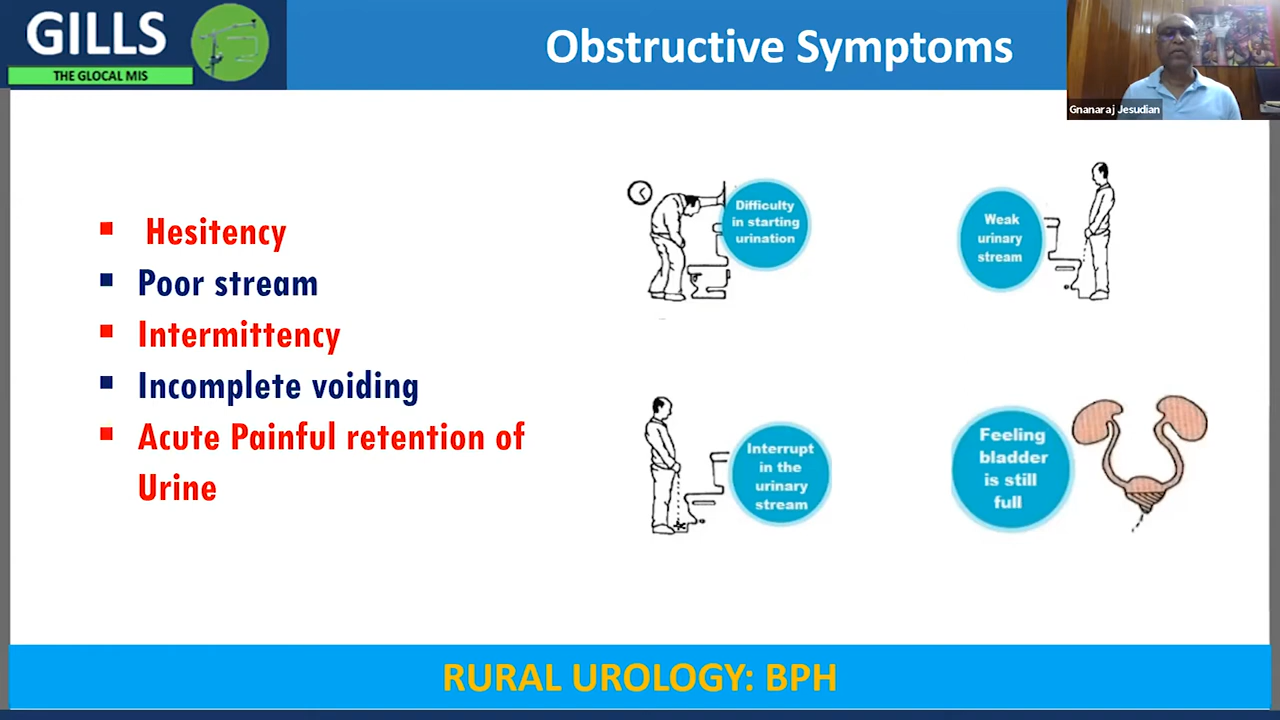 GILLS
THE GLOCAL MIS
Obstructive Symptoms
Gnanaraj Jesudian
Hesitency
Poor stream
Intermittency
Incomplete voiding
Acute Painful retention of
Urine
Difficulty
in starting
urination
Weak
urinary
stream
Interrupt
in the
urinary
stream
Feeling
bladder
is still
full
RURAL UROLOGY: BPH